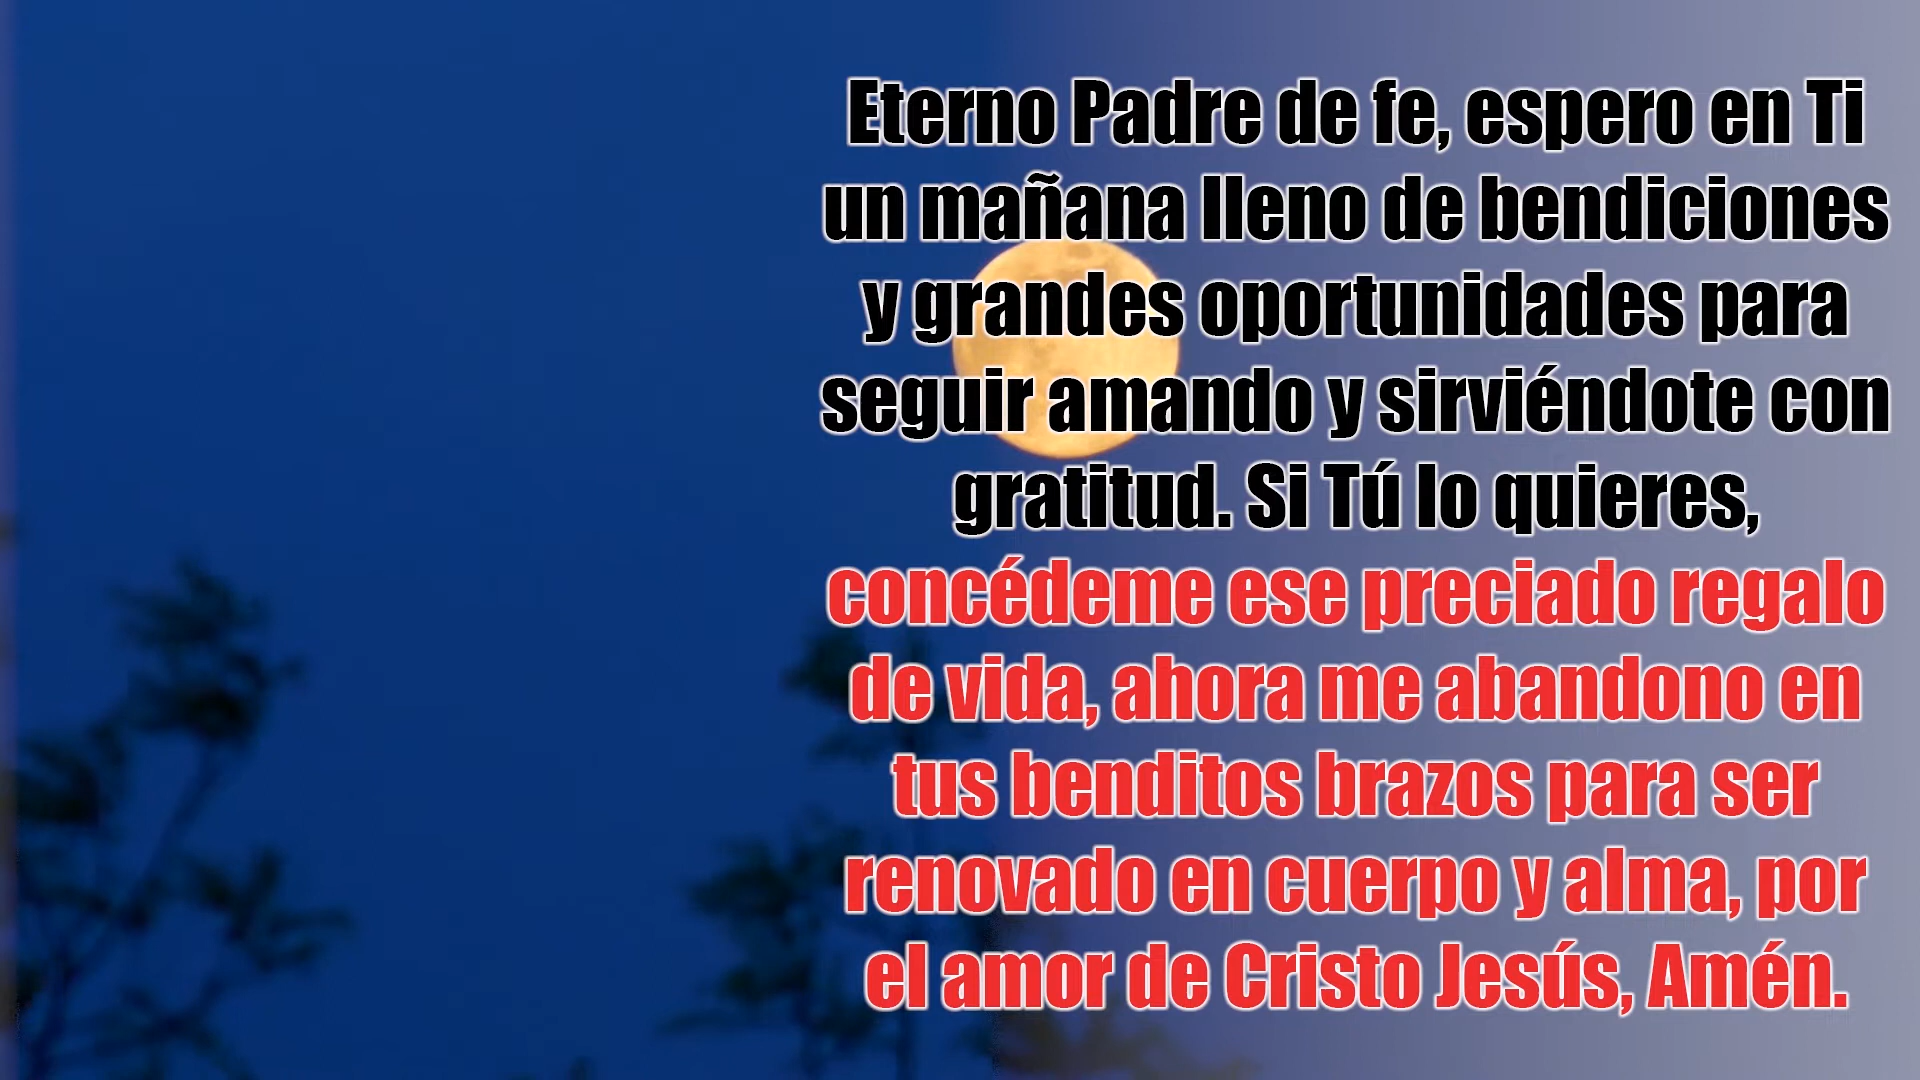 Eterno Padre de fe, espero en Ti
un mañana lleno de bendiciones
y grandes oportunidades para
seguir amando y sirviéndote con
gratitud. Si Tú lo quieres,
concédeme ese preciado regalo
de vida, ahora me abandono en
tus benditos brazos para ser
renovado en cuerpo y alma, por
el amor de Cristo Jesús, Amén.